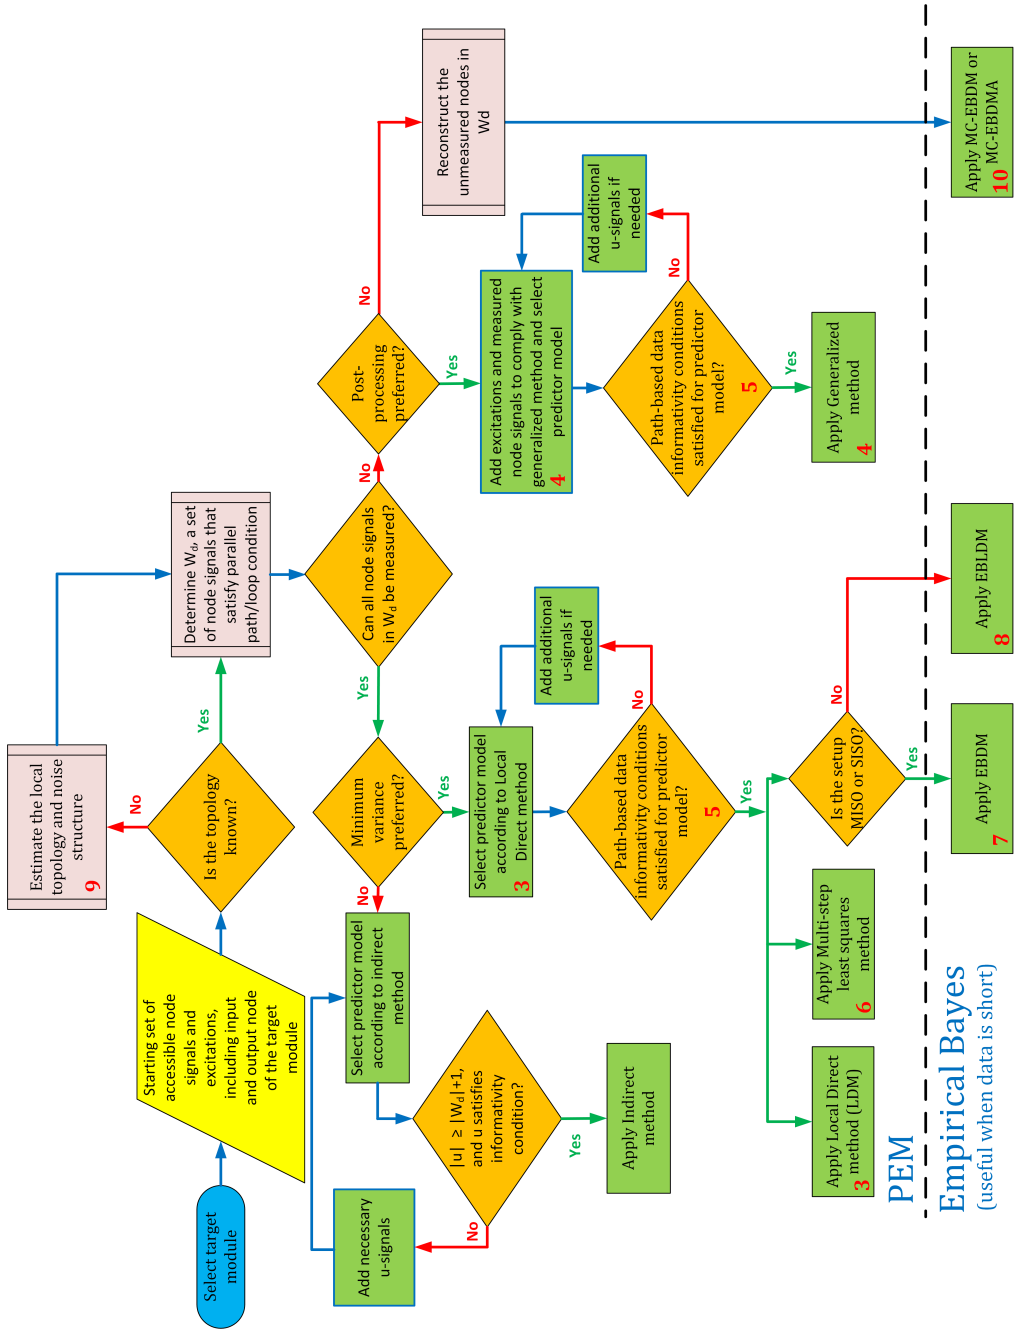 Select target
module
Starting set of
accessible node
signals and
excitations,
including input
and output node
of the target
module
Is the topology
known?
No
Estimate the local
topology and noise
structure
9
Yes
Determine Wd, a set
of node signals that
satisfy parallel
path/loop condition
Can all node signals
in Wd be measured?
Yes
No
Minimum
variance
preferred?
No
Select predictor model
according to indirect
method
|u| ≥ |Wd|+1,
and u satisfies
informativity
condition?
No
Add necessary
u-signals
Yes
Apply Indirect
method
Yes
Select predictor model
according to Local
Direct method
3
Path-based data
informativity conditions
satisfied for predictor
model?
5
No
Add additional
u-signals if
needed
Yes
Apply Local Direct
method (LDM)
3
Apply Multi-step
least squares
method
6
Is the setup
MISO or SISO?
Yes
Apply EBDM
7
No
Apply EBLDM
8
Post-
processing
preferred?
Yes
Add excitations and measured
node signals to comply with
generalized method and select
predictor model
4
Path-based data
informativity conditions
satisfied for predictor
model?
5
No
Add additional
u-signals if
needed
Yes
Apply Generalized
method
4
No
Reconstruct the
unmeasured nodes in
Wd
Apply MC-EBDM or
MC-EBDMA
10
PEM
Empirical Bayes
(useful when data is short)